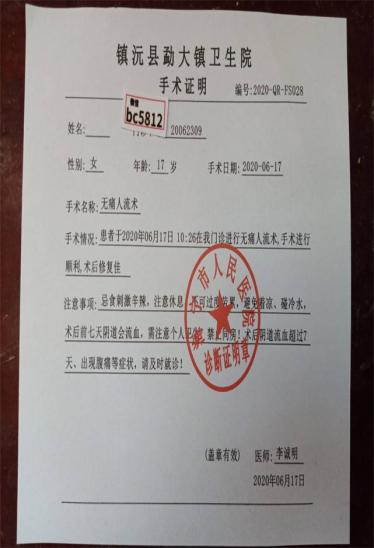 镇沅县勐大镇卫生院
手术证明
编号:2020-QR-FS028
微信
bc5812
姓名:
20062309
性别: 女 年龄: 17 岁 手术日期: 2020-06-17
手术名称: 无痛人流术
手术情况: 患者于2020年06月17日 10:26在我门诊进行无痛人流术,手术进行
顺利,术后修复佳
注意事项: 忌食刺激辛辣, 注意休息, 不可过度劳累, 避免着凉、碰冷水,
术后前七天阴道会流血, 需注意个人 禁止同房! 术后阴道流血超过7
天、出现腹痛等症状, 请及时就诊!
市人民医院
诊断证明章
(盖章有效) 医师: 李诚明
2020年06月17日